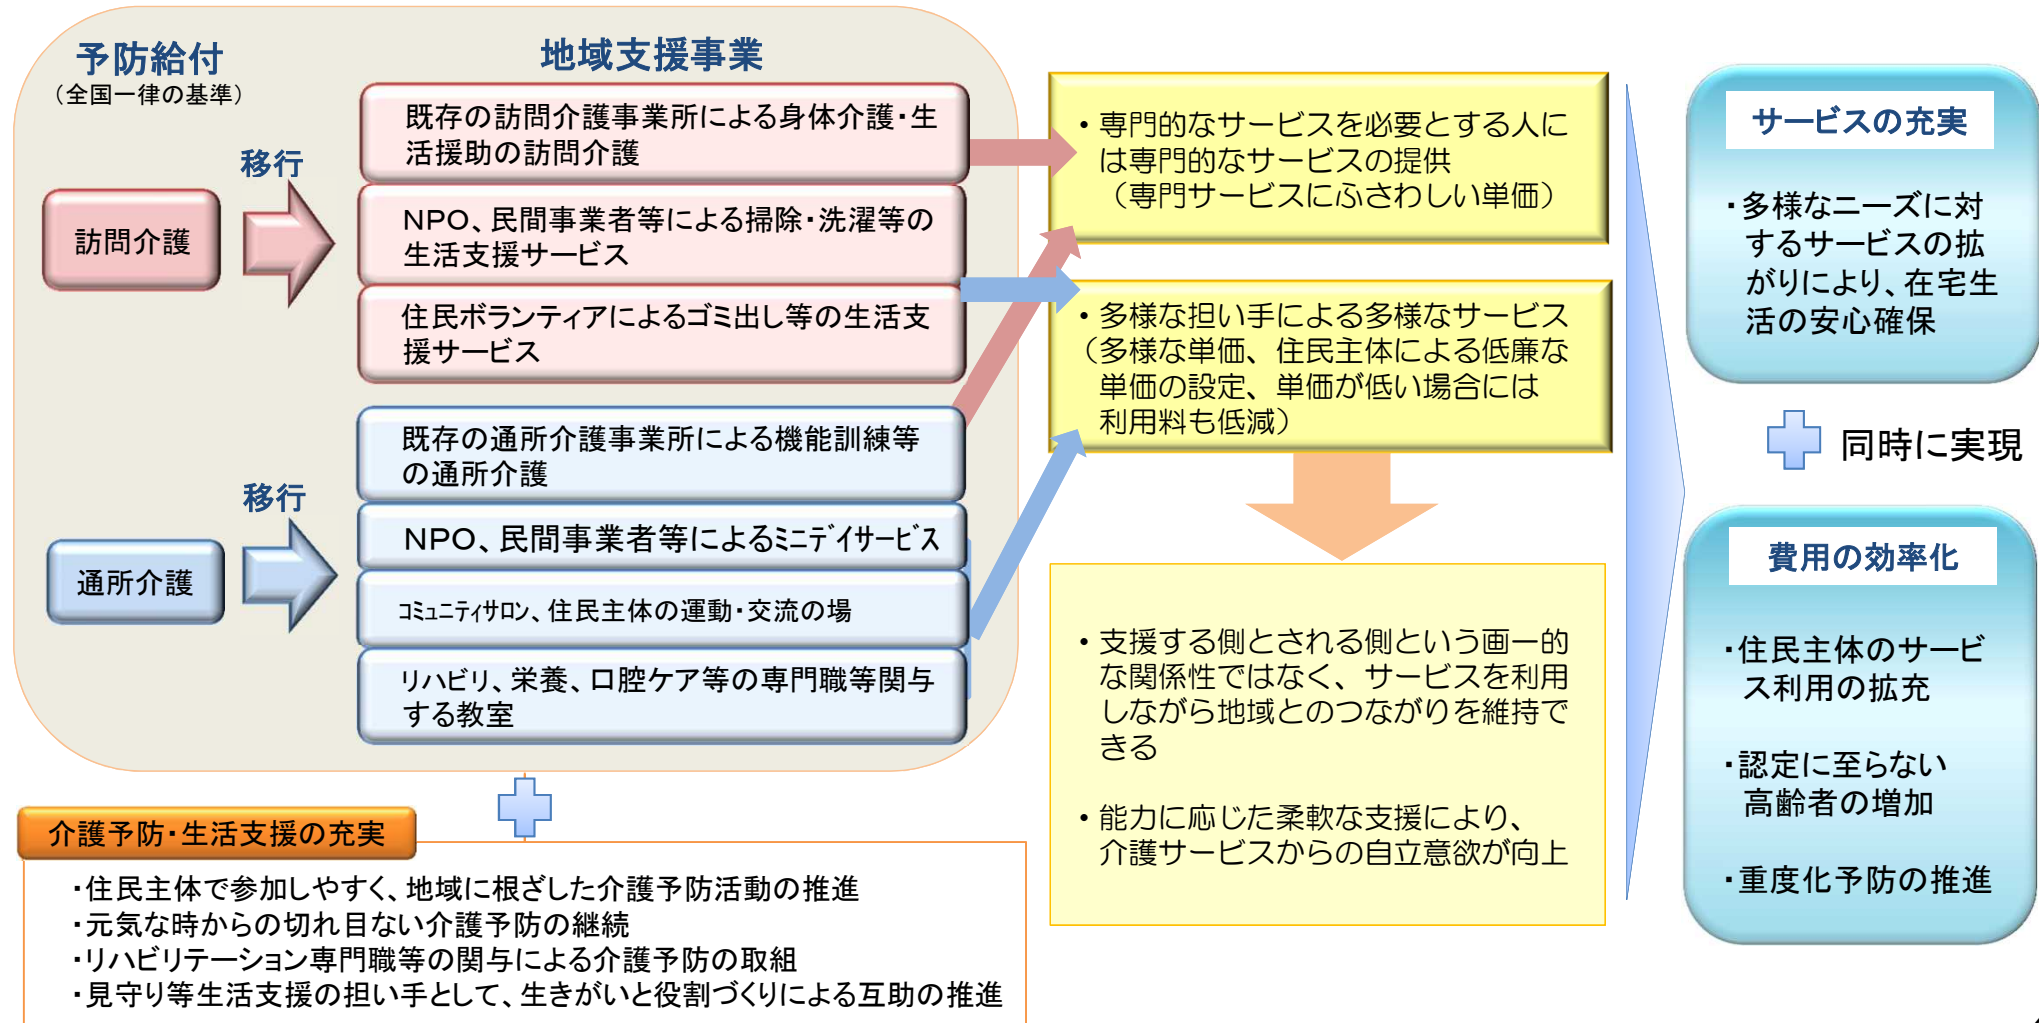 予防給付
（全国一律の基準）
地域支援事業
移行
訪問介護
既存の訪問介護事業所による身体介護・生
活援助の訪問介護
NPO、民間事業者等による掃除・洗濯等の
生活支援サービス
住民ボランティアによるゴミ出し等の生活支
援サービス
移行
通所介護
既存の通所介護事業所による機能訓練等
の通所介護
NPO、民間事業者等によるミニデイサービス
コミュニティサロン、住民主体の運動・交流の場
リハビリ、栄養、口腔ケア等の専門職等関与
する教室
介護予防・生活支援の充実
・住民主体で参加しやすく、地域に根ざした介護予防活動の推進
・元気な時からの切れ目ない介護予防の継続
・リハビリテーション専門職等の関与による介護予防の取組
・見守り等生活支援の担い手として、生きがいと役割づくりによる互助の推進
・専門的なサービスを必要とする人に
は専門的なサービスの提供
（専門サービスにふさわしい単価）
・多様な担い手による多様なサービス
（多様な単価、住民主体による低廉な
単価の設定、単価が低い場合には
利用料も低減）
・支援する側とされる側という画一的
な関係性ではなく、サービスを利用
しながら地域とのつながりを維持で
きる
・能力に応じた柔軟な支援により、
介護サービスからの自立意欲が向上
サービスの充実
・多様なニーズに対
するサービスの拡
がりにより、在宅生
活の安心確保
同時に実現
費用の効率化
・住民主体のサービ
ス利用の拡充
・認定に至らない
高齢者の増加
・重度化予防の推進